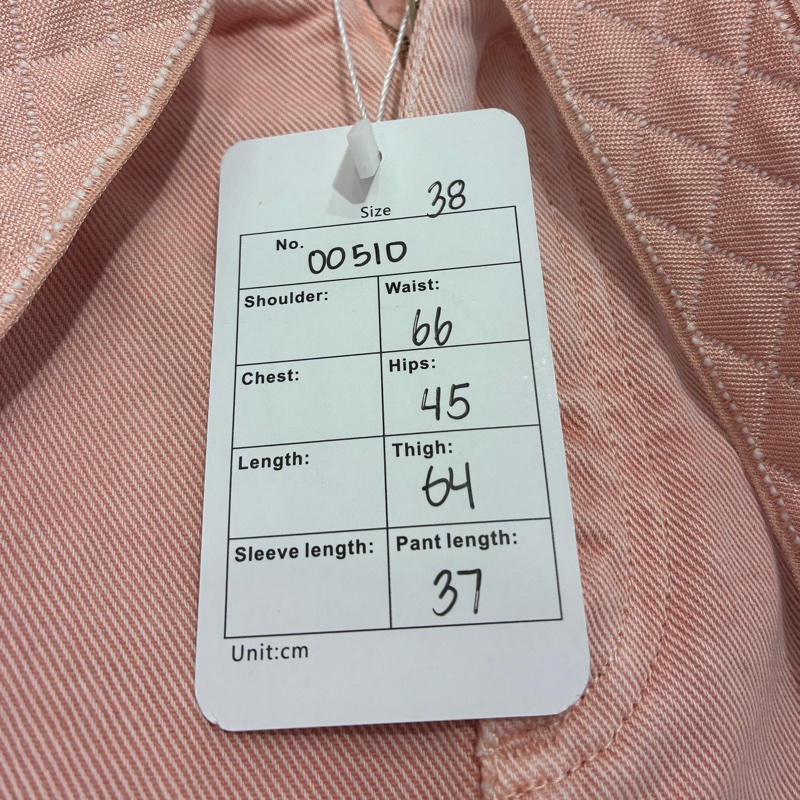 Size 38
No. 00510
Shoulder: Waist: 66
Chest: Hips: 45
Length: Thigh: 64
Sleeve length: Pant length: 37
Unit:cm